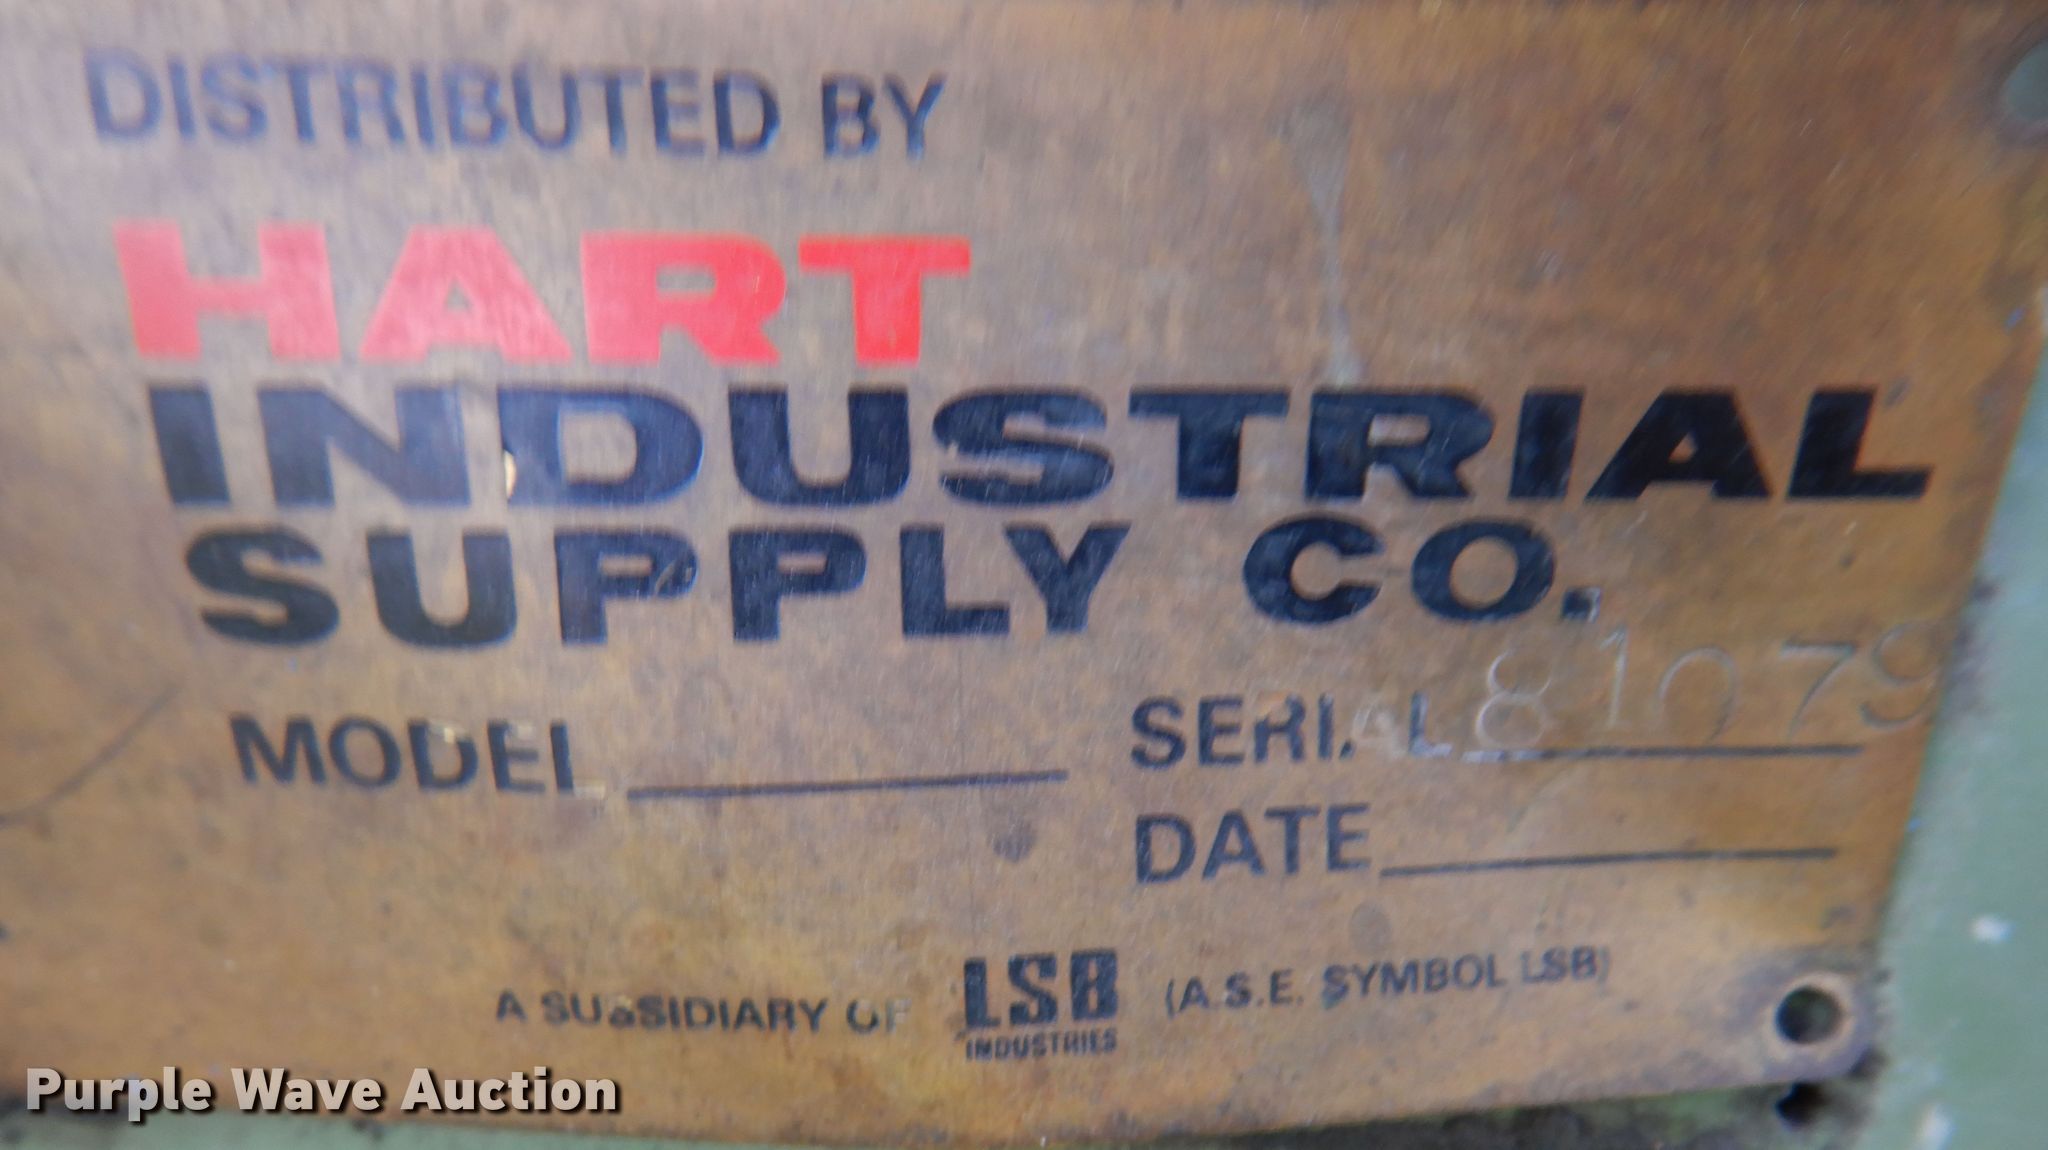 DISTRIBUTED BY
HART
INDUSTRIAL
SUPPLY CO.
MODEL SERIAL 81079
DATE
A SUBSIDIARY OF LSB INDUSTRIES (A.S.E. SYMBOL LSB)
Purple Wave Auction